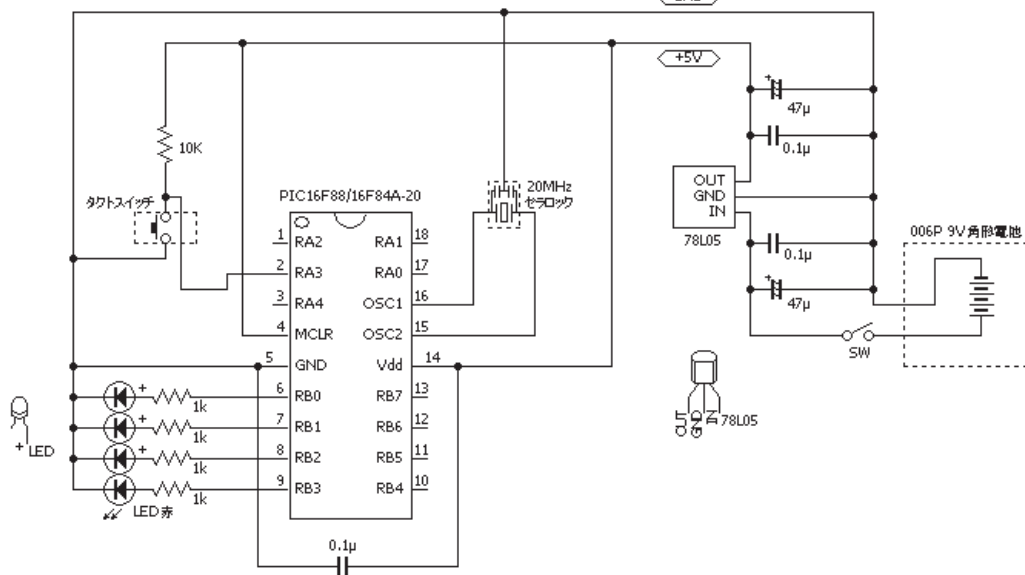 +5V
+
47μ
0.1μ
10K
PIC16F88/16F84A-20
20MHz
セラロック
OUT
GND
IN
78L05
タクトスイッチ
006P 9V角形電池
1 RA2 RA1 18
2 RA3 RA0 17
3 RA4 OSC1 16
4 MCLR OSC2 15
5 GND Vdd 14
6 RB0 RB7 13
7 RB1 RB6 12
8 RB2 RB5 11
9 RB3 RB4 10
0.1μ
+
47μ
SW
OUT
GND
IN
78L05
+
1k
+
1k
+
1k
1k
+ LED
LED赤
0.1μ